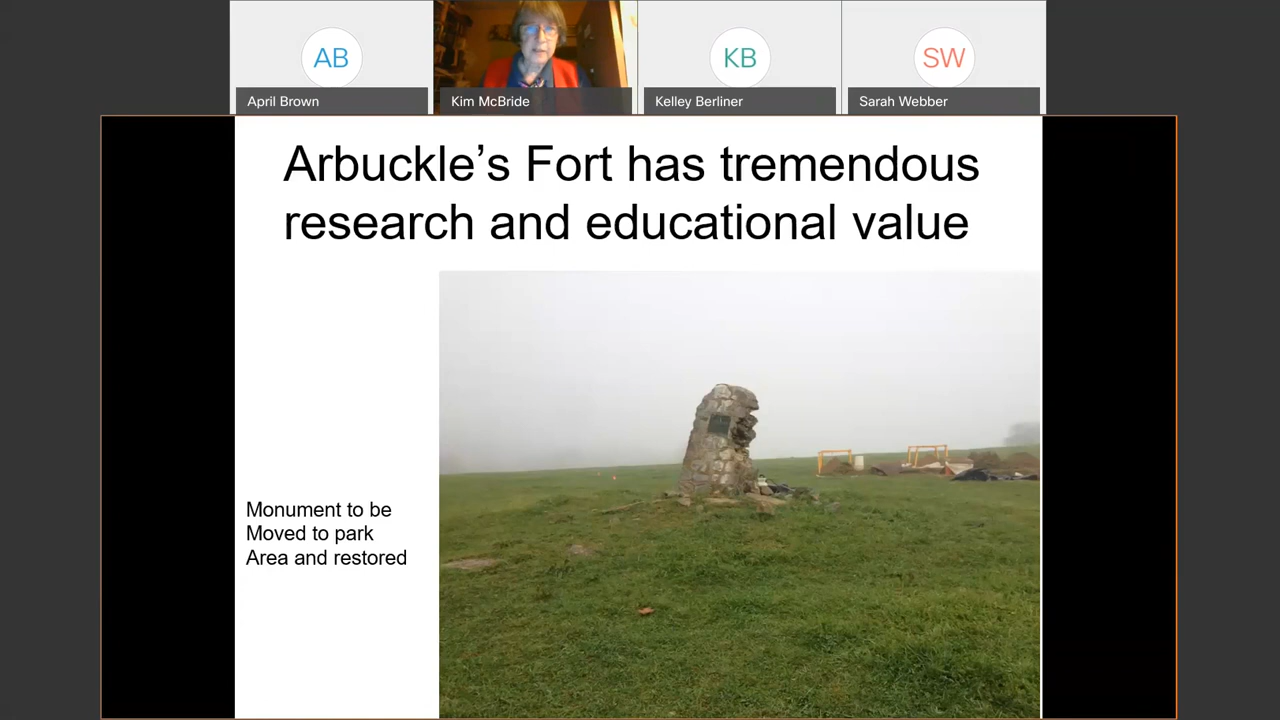 AB
KB
SW
April Brown
Kim McBride
Kelley Berliner
Sarah Webber
Arbuckle’s Fort has tremendous
research and educational value
Monument to be
Moved to park
Area and restored